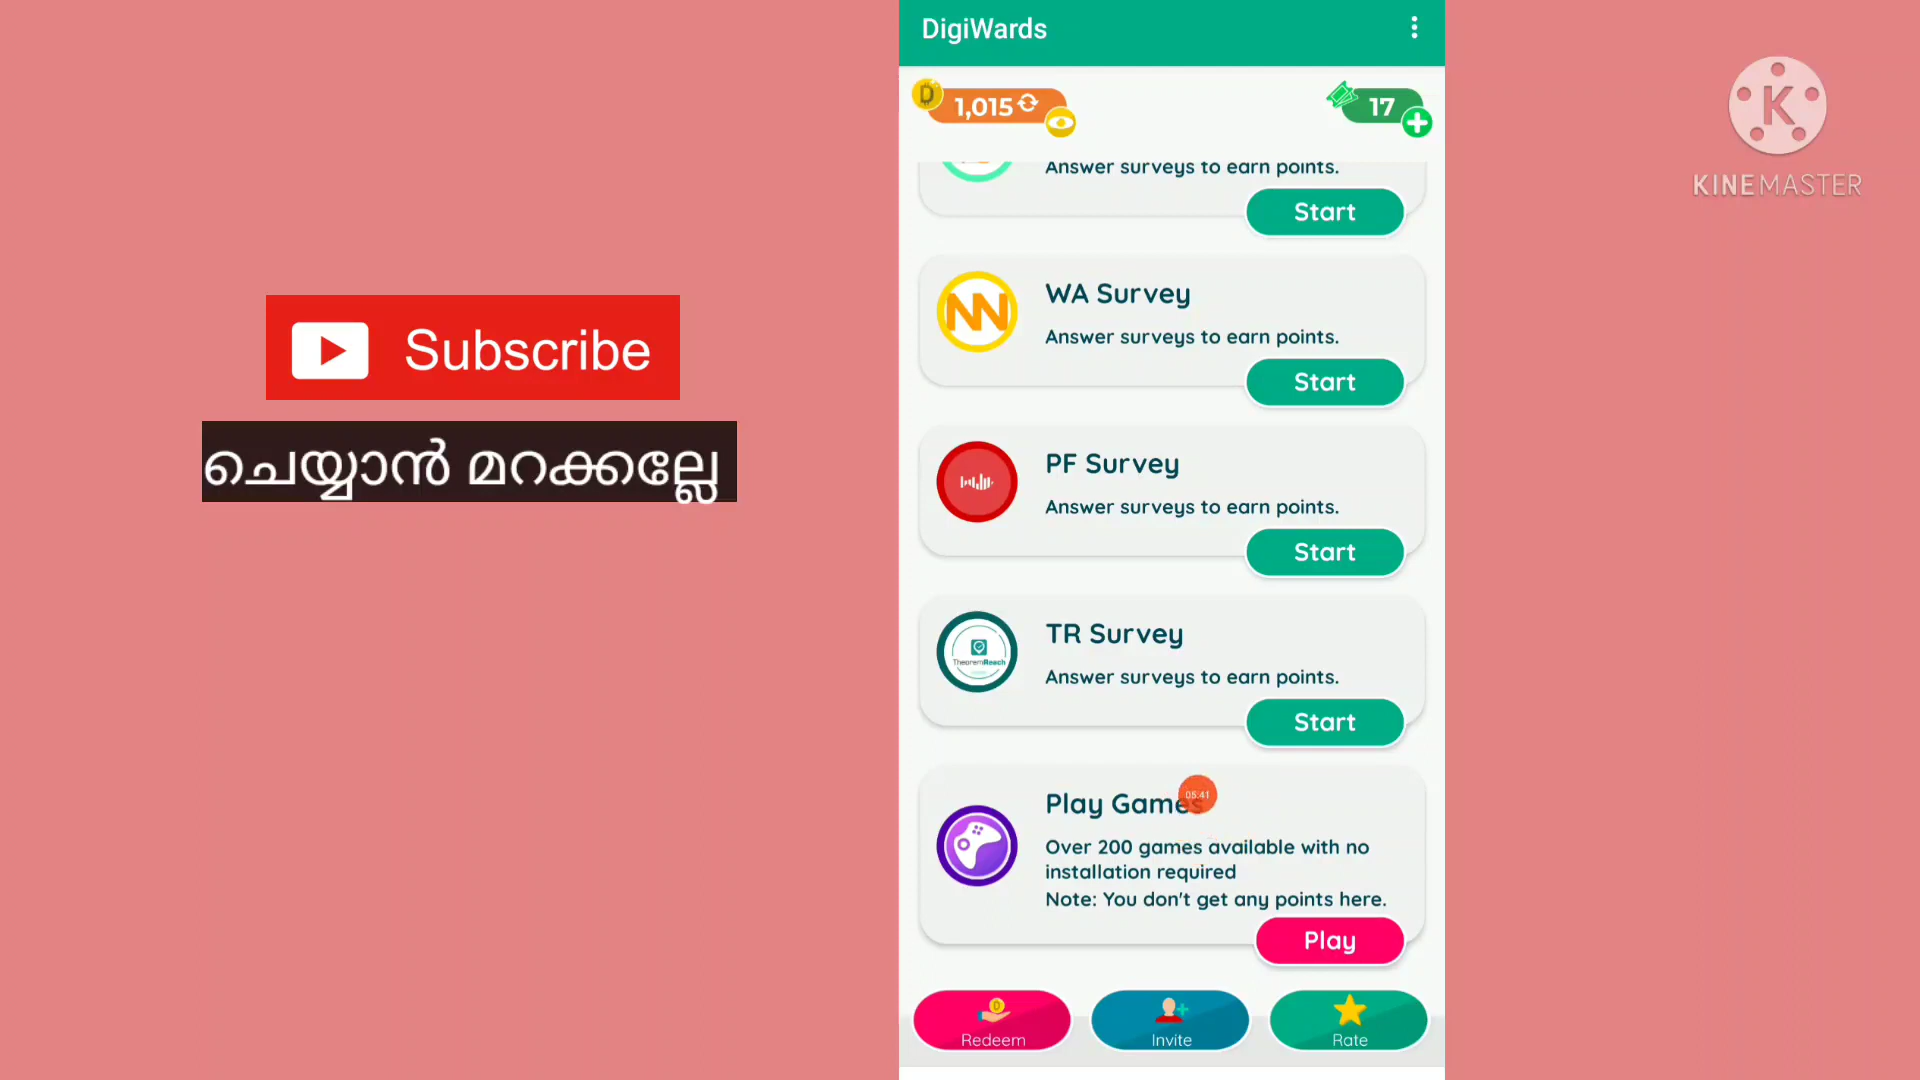 DigiWards
1,015
17
Answer surveys to earn points.
Start
WA Survey
Answer surveys to earn points.
Start
PF Survey
Answer surveys to earn points.
Start
TR Survey
TheoremReach
Answer surveys to earn points.
Start
Play Games
05:41
Over 200 games available with no
installation required
Note: You don't get any points here.
Play
Redeem
Invite
Rate
Subscribe
ചെയ്യാൻ മറക്കല്ലേ
K
KINEMASTER